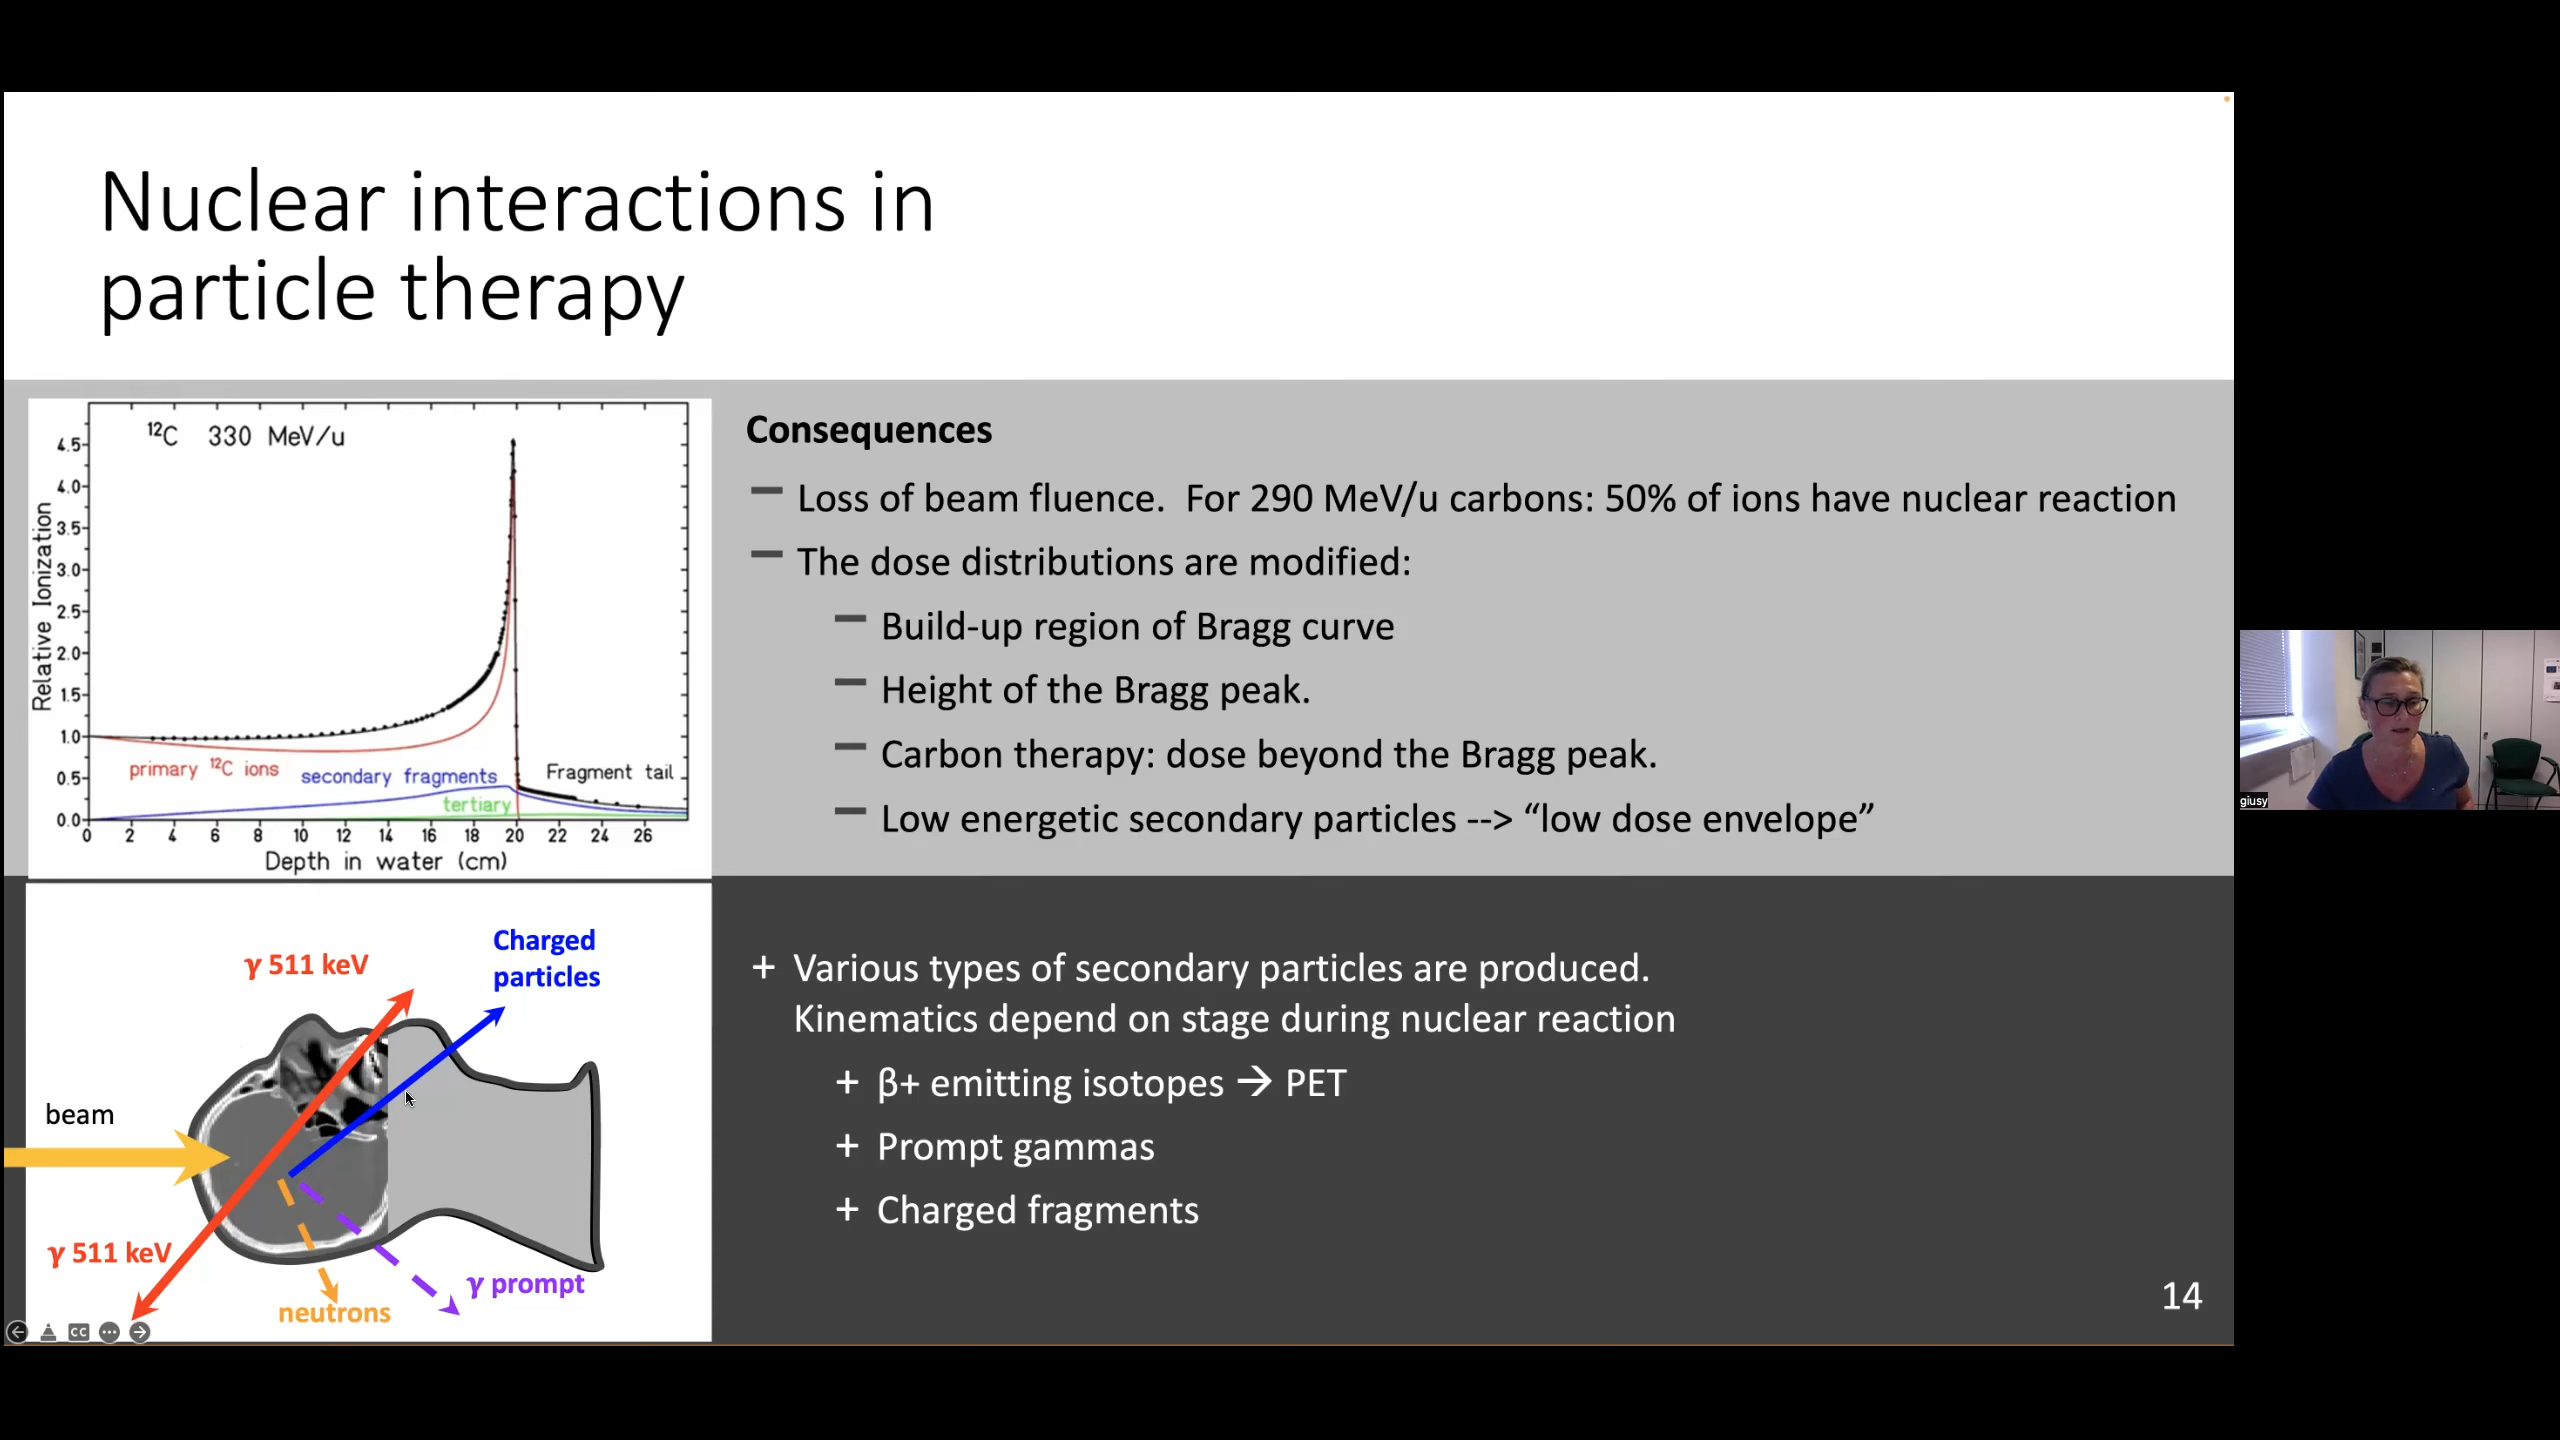 Nuclear interactions in
particle therapy
¹²C 330 MeV/u
4.5
4.0
3.5
3.0
2.5
2.0
1.5
1.0
0.5
0.0
Relative Ionization
primary ¹²C ions
secondary fragments
tertiary
Fragment tail
0 2 4 6 8 10 12 14 16 18 20 22 24 26
Depth in water (cm)
Consequences
– Loss of beam fluence. For 290 MeV/u carbons: 50% of ions have nuclear reaction
– The dose distributions are modified:
– Build-up region of Bragg curve
– Height of the Bragg peak.
– Carbon therapy: dose beyond the Bragg peak.
– Low energetic secondary particles --> “low dose envelope”
Charged
particles
γ 511 keV
beam
γ 511 keV
γ prompt
neutrons
CC
+ Various types of secondary particles are produced.
Kinematics depend on stage during nuclear reaction
+ β+ emitting isotopes → PET
+ Prompt gammas
+ Charged fragments
14
giusy